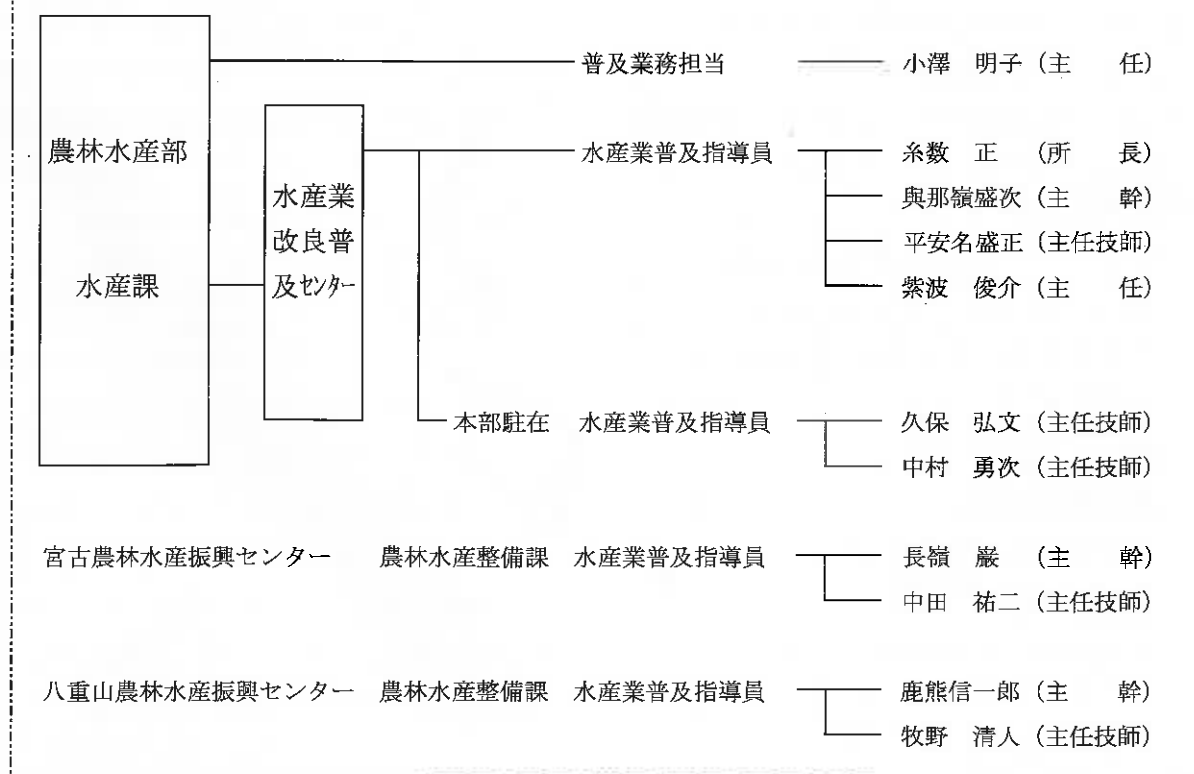 普及業務担当　小澤　明子（主　任）
農林水産部
水産課
水産業
改良普
及センター
水産業普及指導員　糸数　正　（所　長）
與那嶺盛次（主　幹）
平安名盛正（主任技師）
紫波　俊介（主　任）
本部駐在　水産業普及指導員　久保　弘文（主任技師）
中村　勇次（主任技師）
宮古農林水産振興センター　農林水産整備課　水産業普及指導員　長嶺　巌　（主　幹）
中田　祐二（主任技師）
八重山農林水産振興センター　農林水産整備課　水産業普及指導員　鹿熊信一郎（主　幹）
牧野　清人（主任技師）